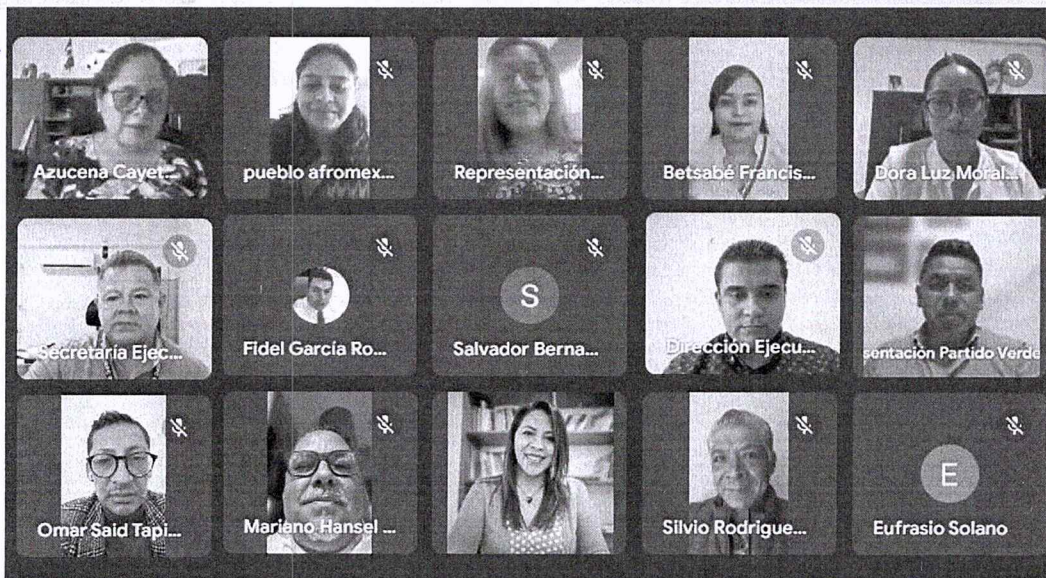 Azucena Cayet...
pueblo afromex...
Representación...
Betsabé Francis...
Dora Luz Moral...
Secretaría Ejec...
Fidel García Ro...
S
Salvador Berna...
Dirección Ejecu...
sentación Partido Verde
Omar Said Tapi...
Mariano Hansel ...
Silvio Rodrigue...
E
Eufrasio Solano